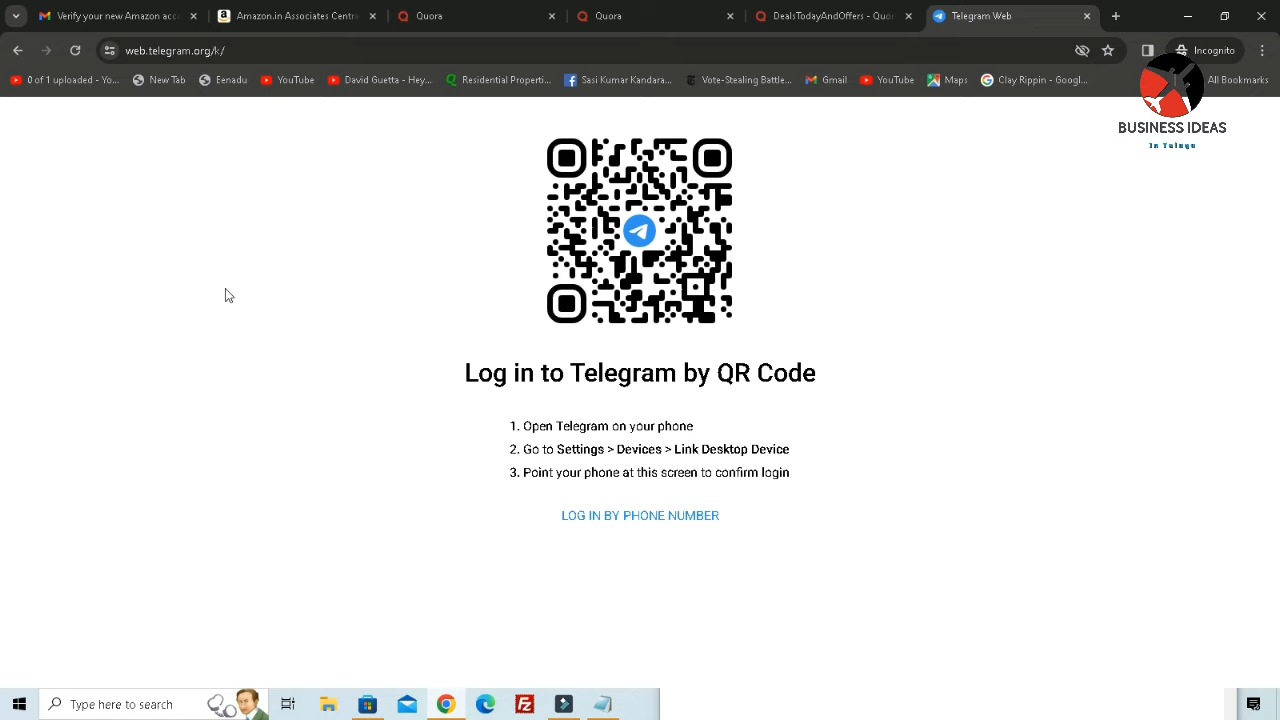 Verify your new Amazon acc
Amazon.in Associates Centr
Quora
Quora
DealsTodayAndOffers - Quor
Telegram Web
web.telegram.org/k/
Incognito
0 of 1 uploaded - Yo...
New Tab
Eenadu
YouTube
David Guetta - Hey,...
Residential Properti...
Sasi Kumar Kandara...
Vote-Stealing Battle...
Gmail
YouTube
Maps
Clay Rippin - Googl...
All Bookmarks
BUSINESS IDEAS
In Telugu
Log in to Telegram by QR Code
1. Open Telegram on your phone
2. Go to Settings > Devices > Link Desktop Device
3. Point your phone at this screen to confirm login
LOG IN BY PHONE NUMBER
Type here to search